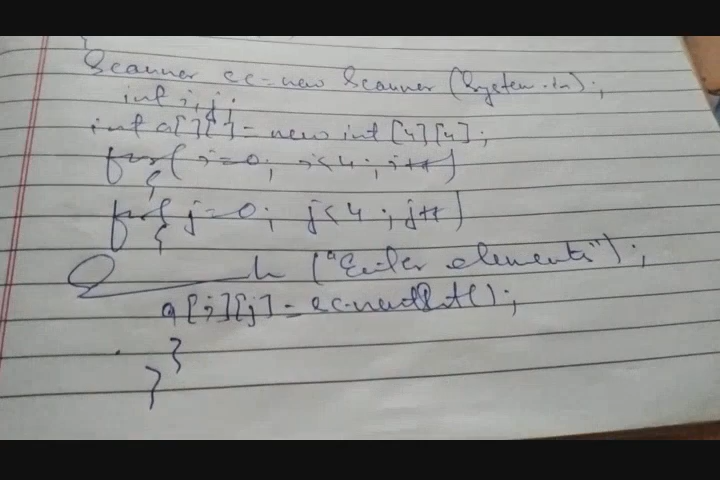 }
Scanner sc = new Scanner (System.in);
int i, j;
int a[][] = new int [4][4];
for( i=0; i<4; i++)
{
for( j=0; j<4; j++)
{
("Enter elements");
a[i][j] = sc.nextInt();
}
}